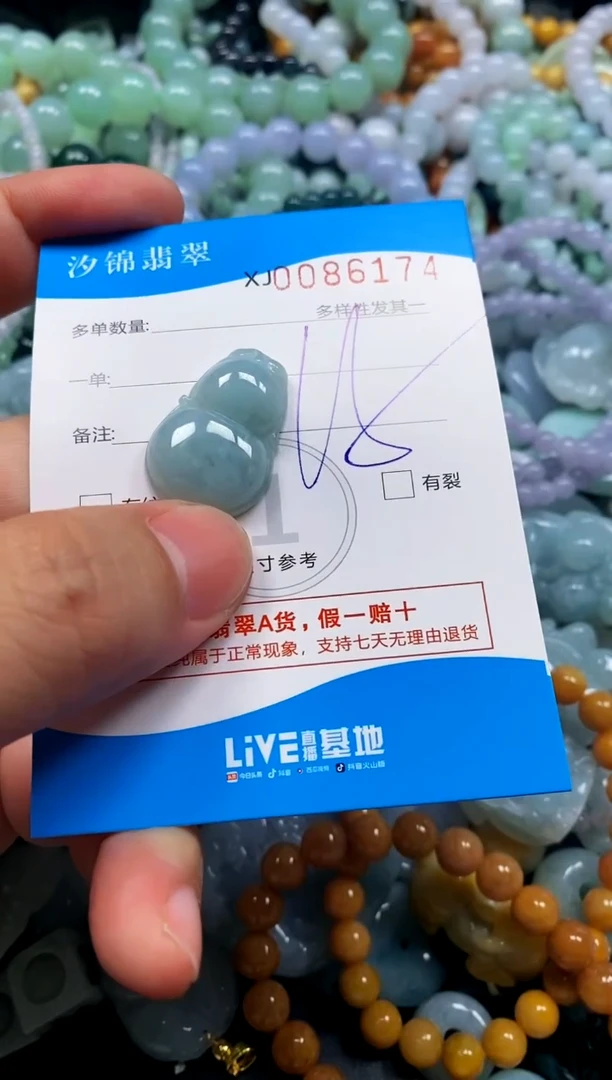 汐锦翡翠
XJ0086174
多单数量:
多样性发其一
一单:
备注:
有裂
1
寸参考
翡翠A货，假一赔十
属于正常现象，支持七天无理由退货
LiVE直播基地
今日头条 抖音 西瓜视频 抖音火山版